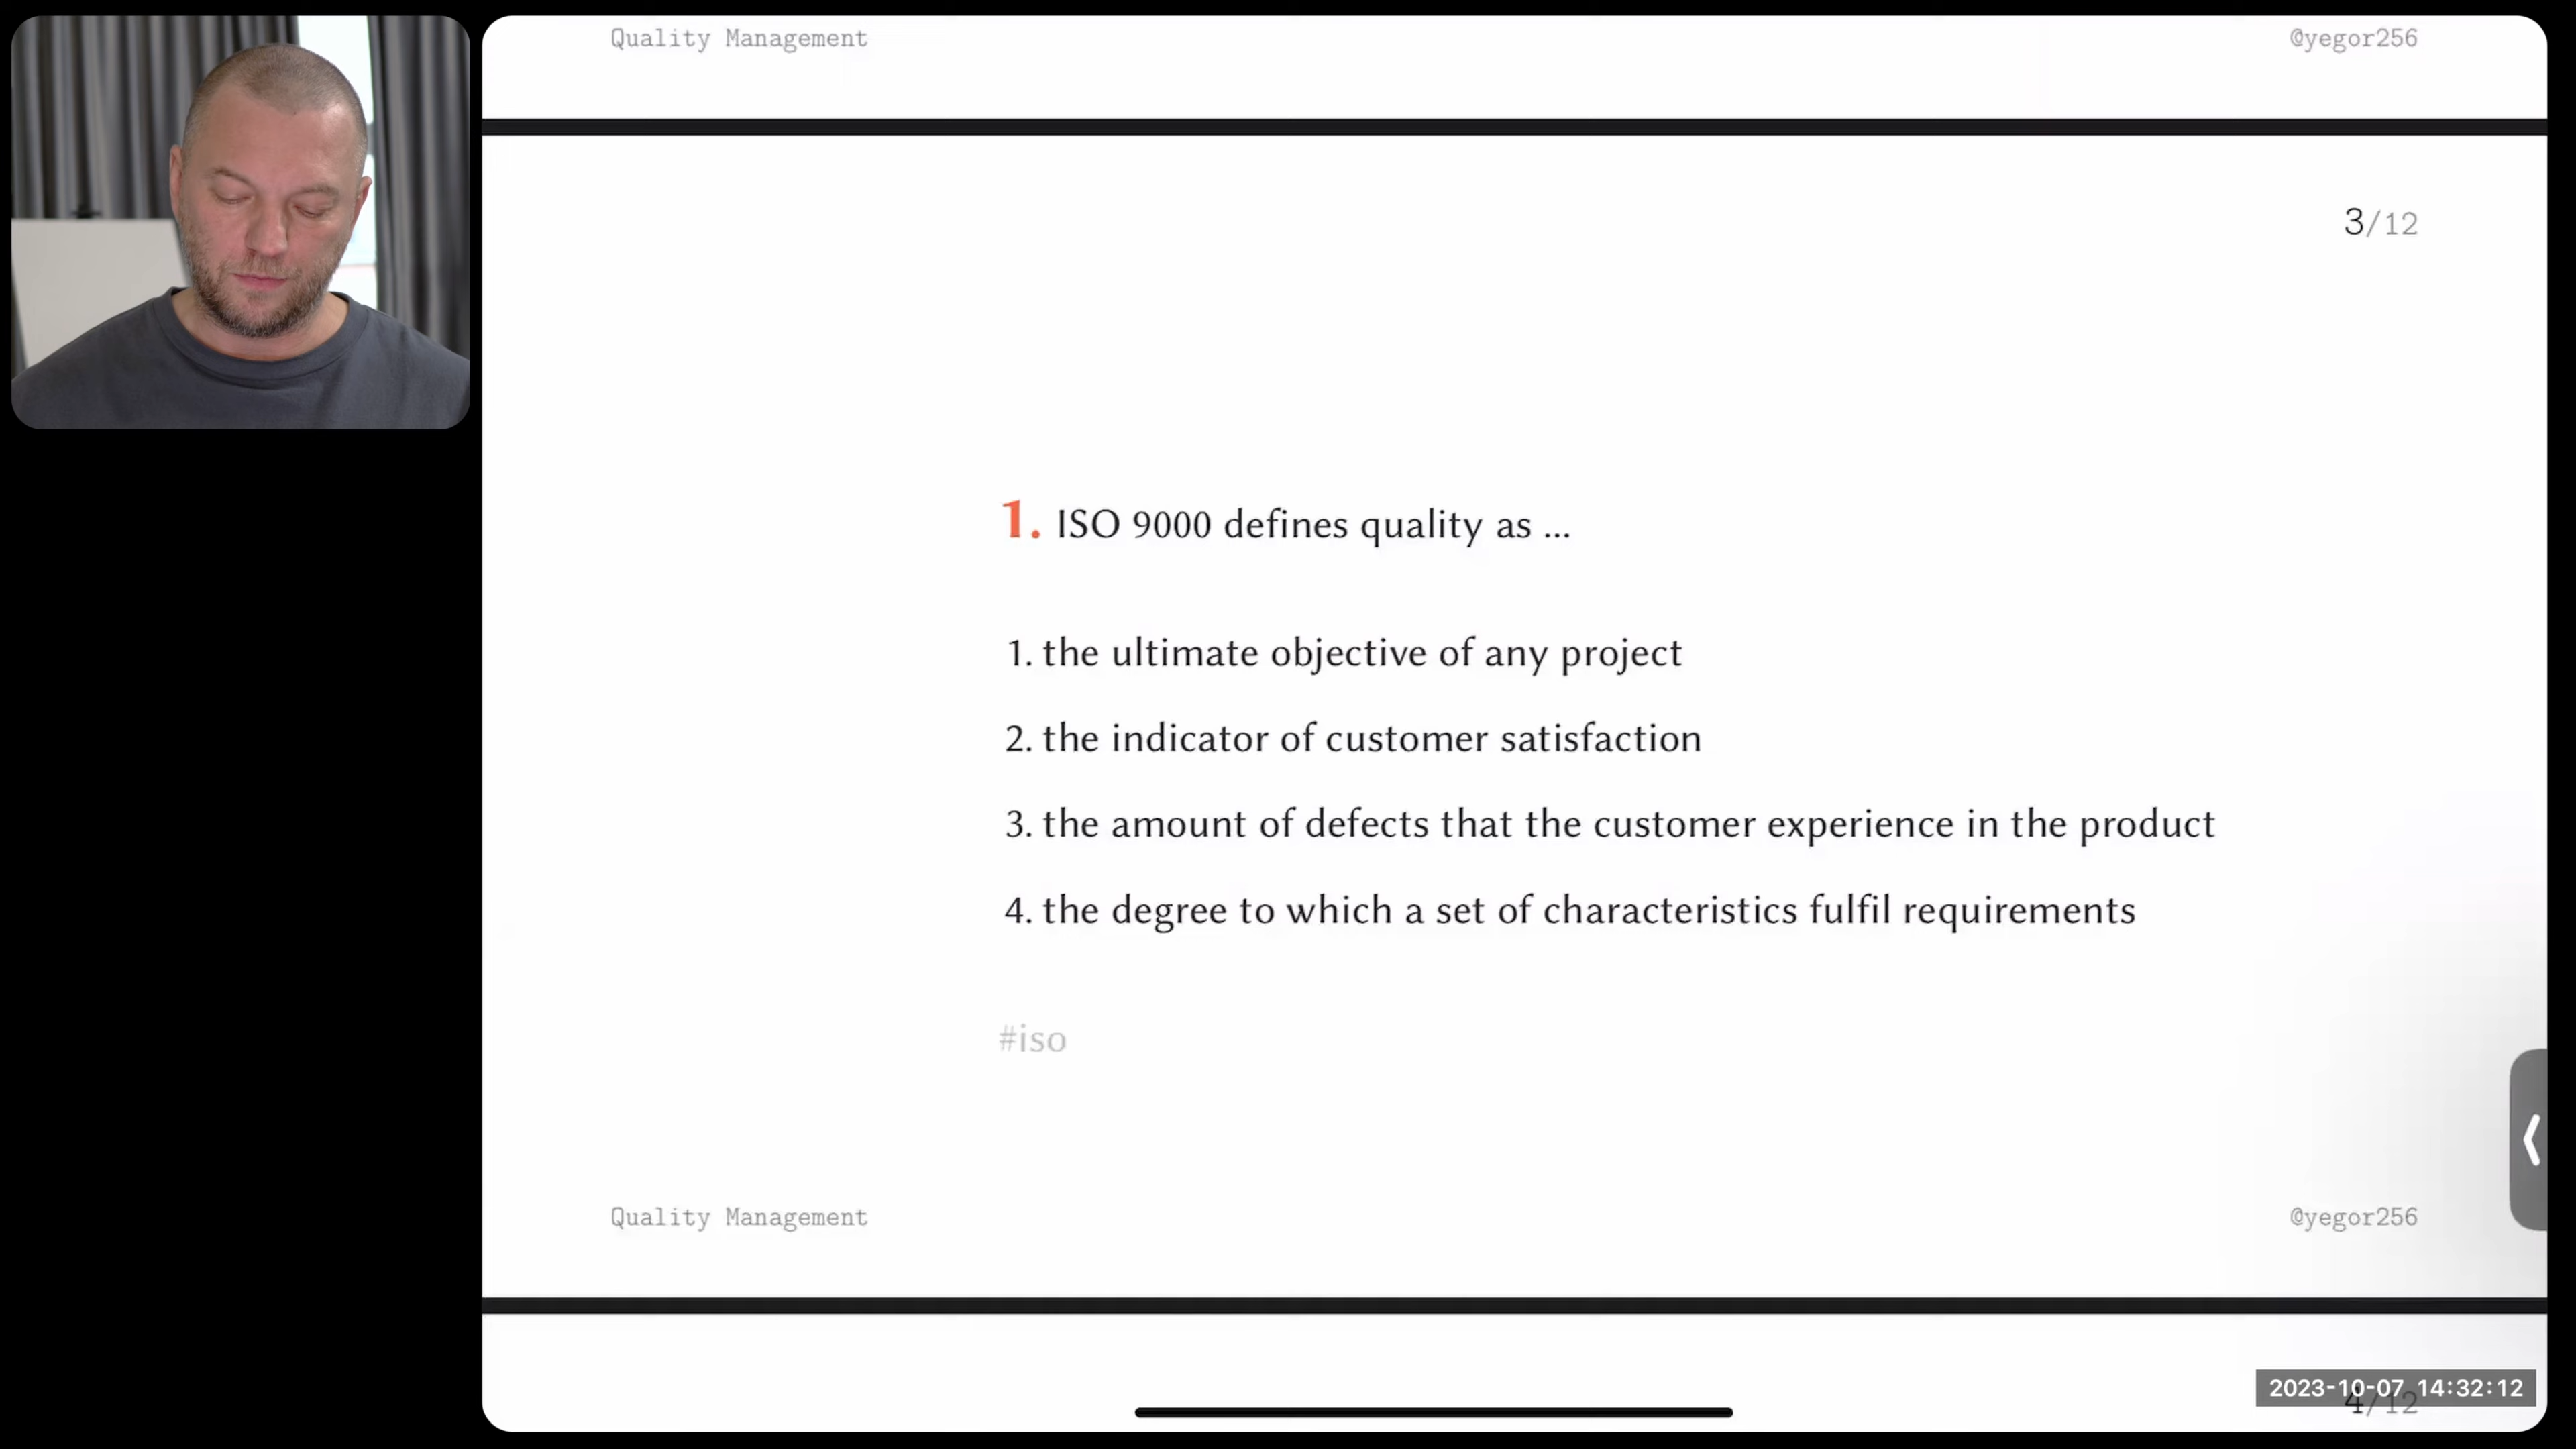 Quality Management
@yegor256
3/12
1. ISO 9000 defines quality as ...
1. the ultimate objective of any project
2. the indicator of customer satisfaction
3. the amount of defects that the customer experience in the product
4. the degree to which a set of characteristics fulfil requirements
#iso
Quality Management
@yegor256
2023-10-07 14:32:12
4/12